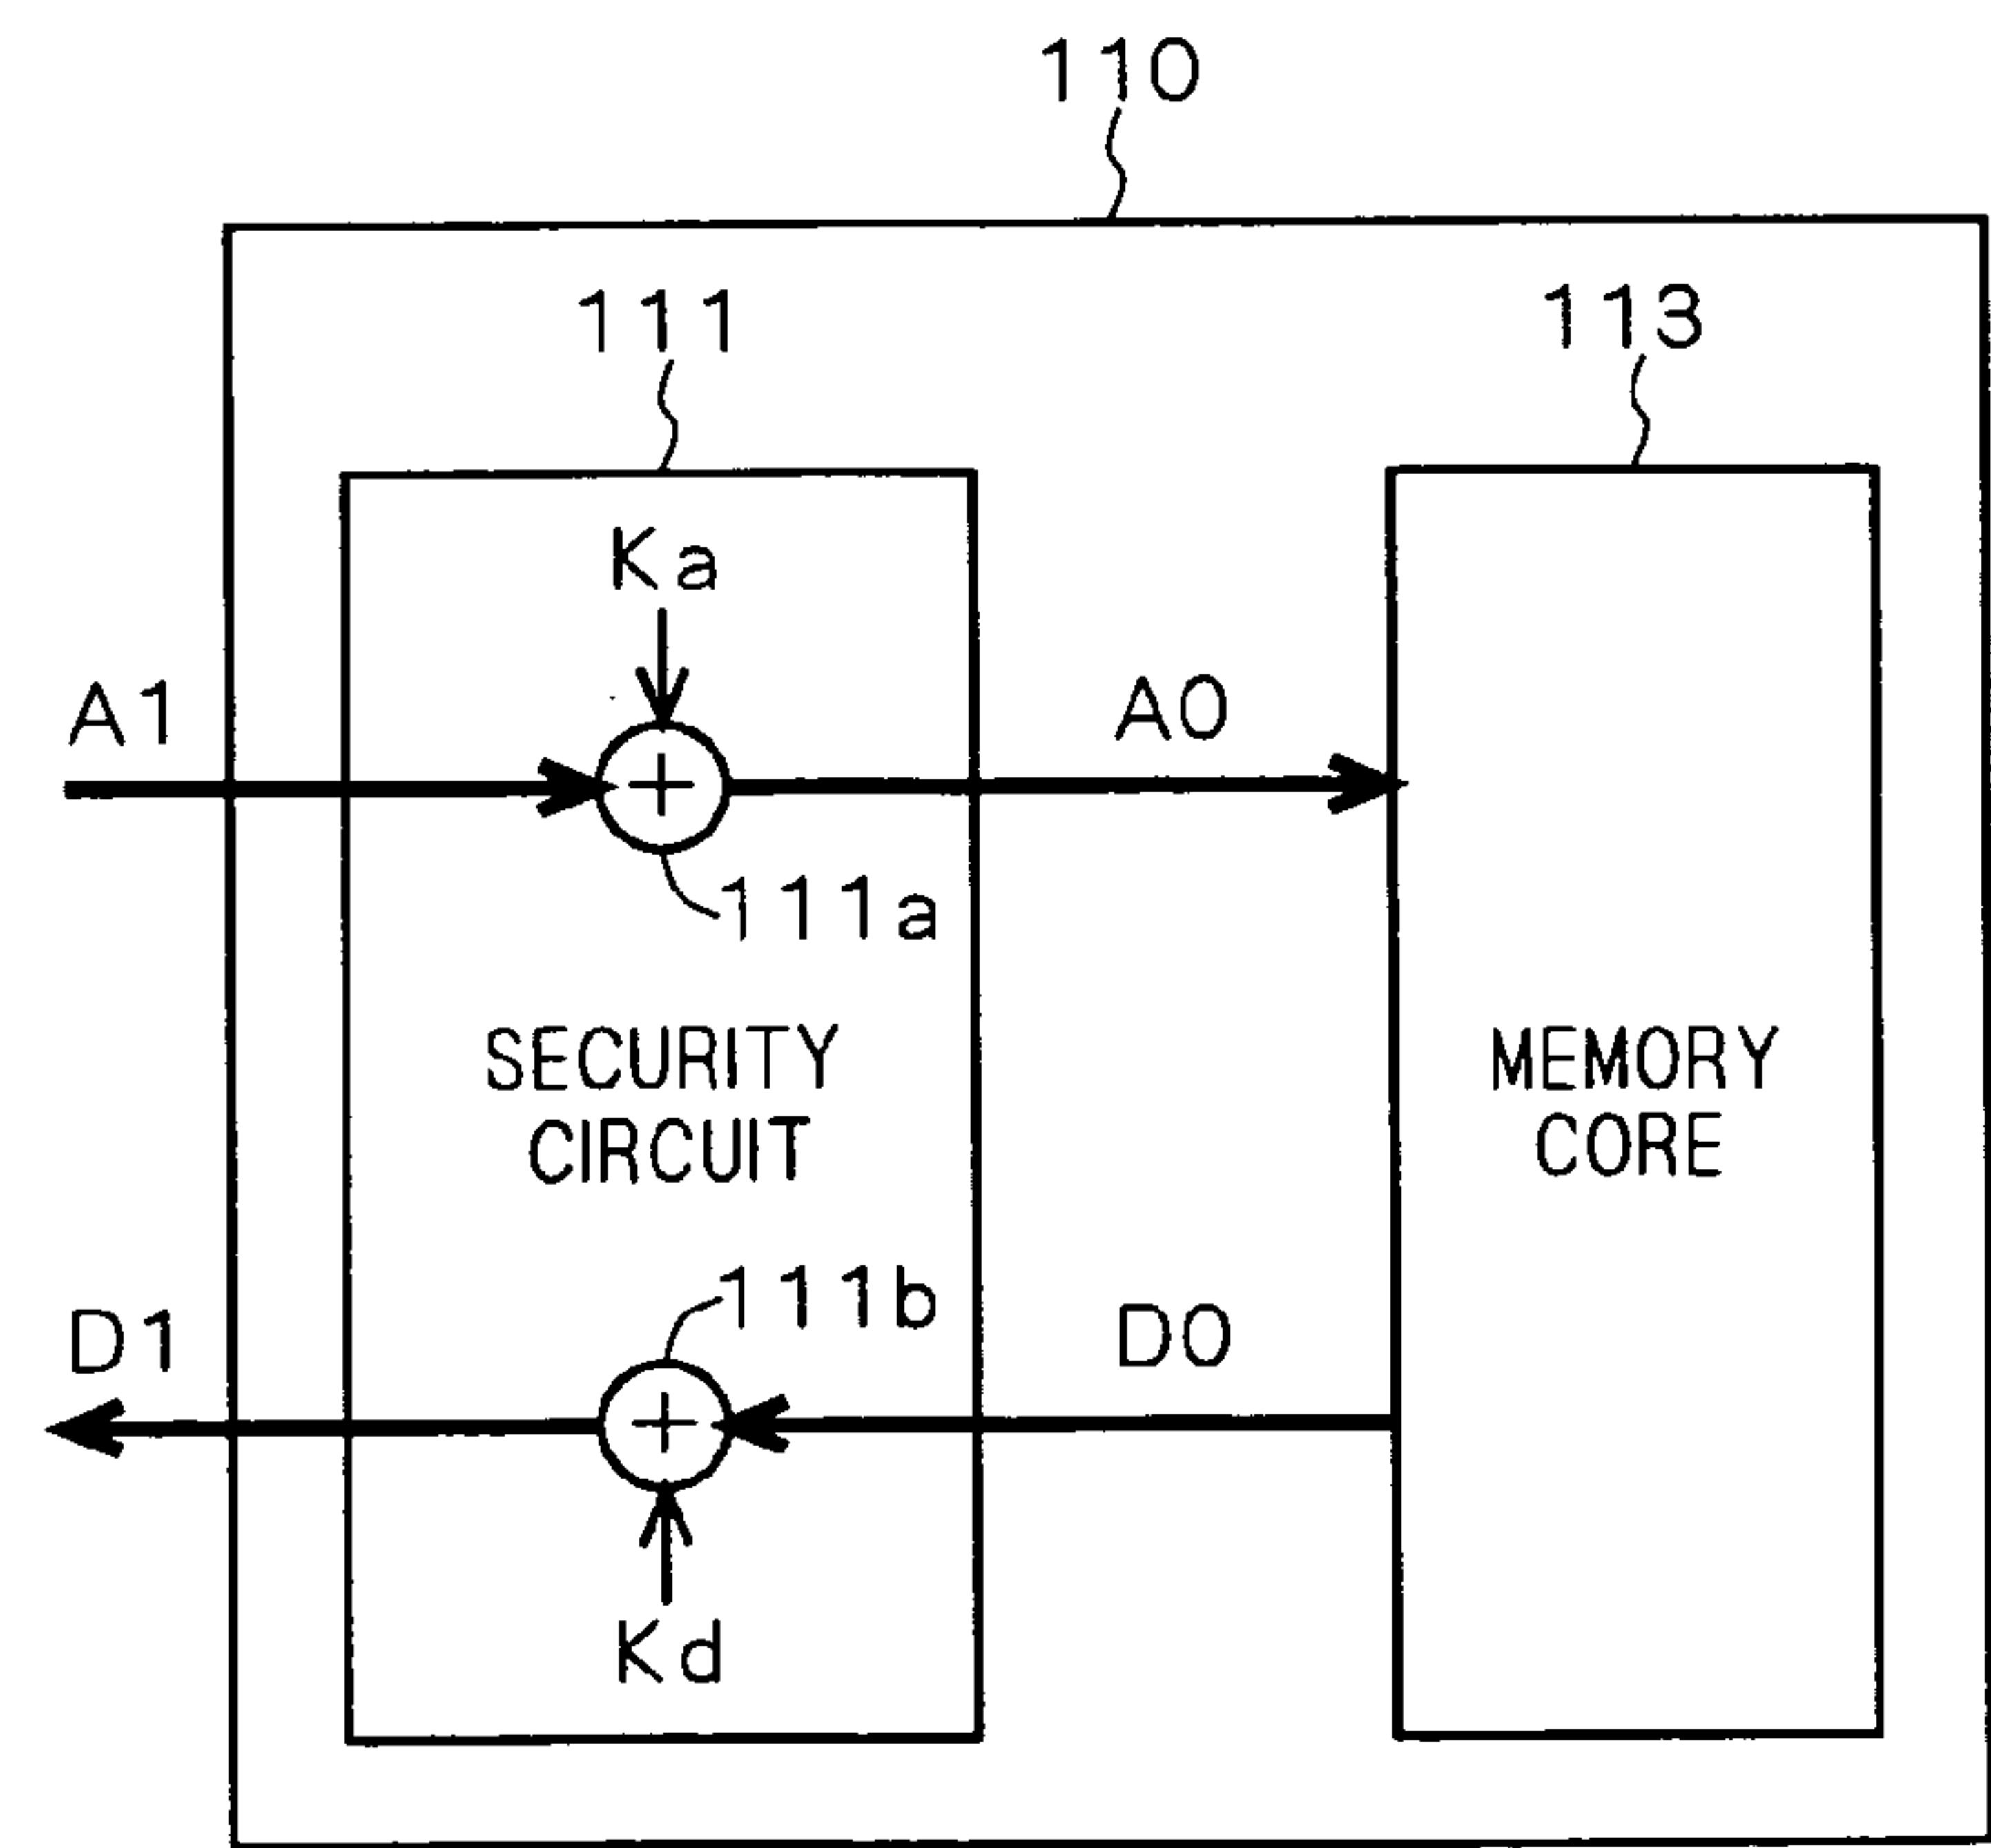 110
111
113
Ka
A1
A0
111a
SECURITY
CIRCUIT
MEMORY
CORE
111b
D1
D0
Kd